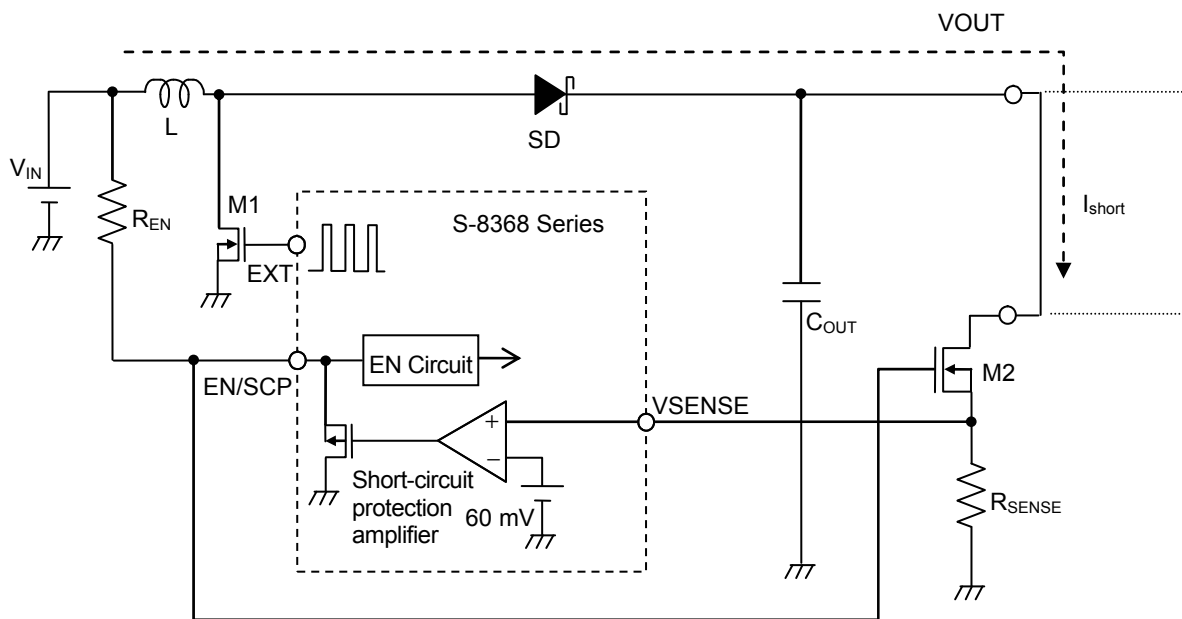 VOUT
L
SD
VIN
REN
M1
S-8368 Series
Ishort
EXT
COUT
EN Circuit
M2
EN/SCP
VSENSE
+
−
Short-circuit
protection
amplifier
60 mV
RSENSE